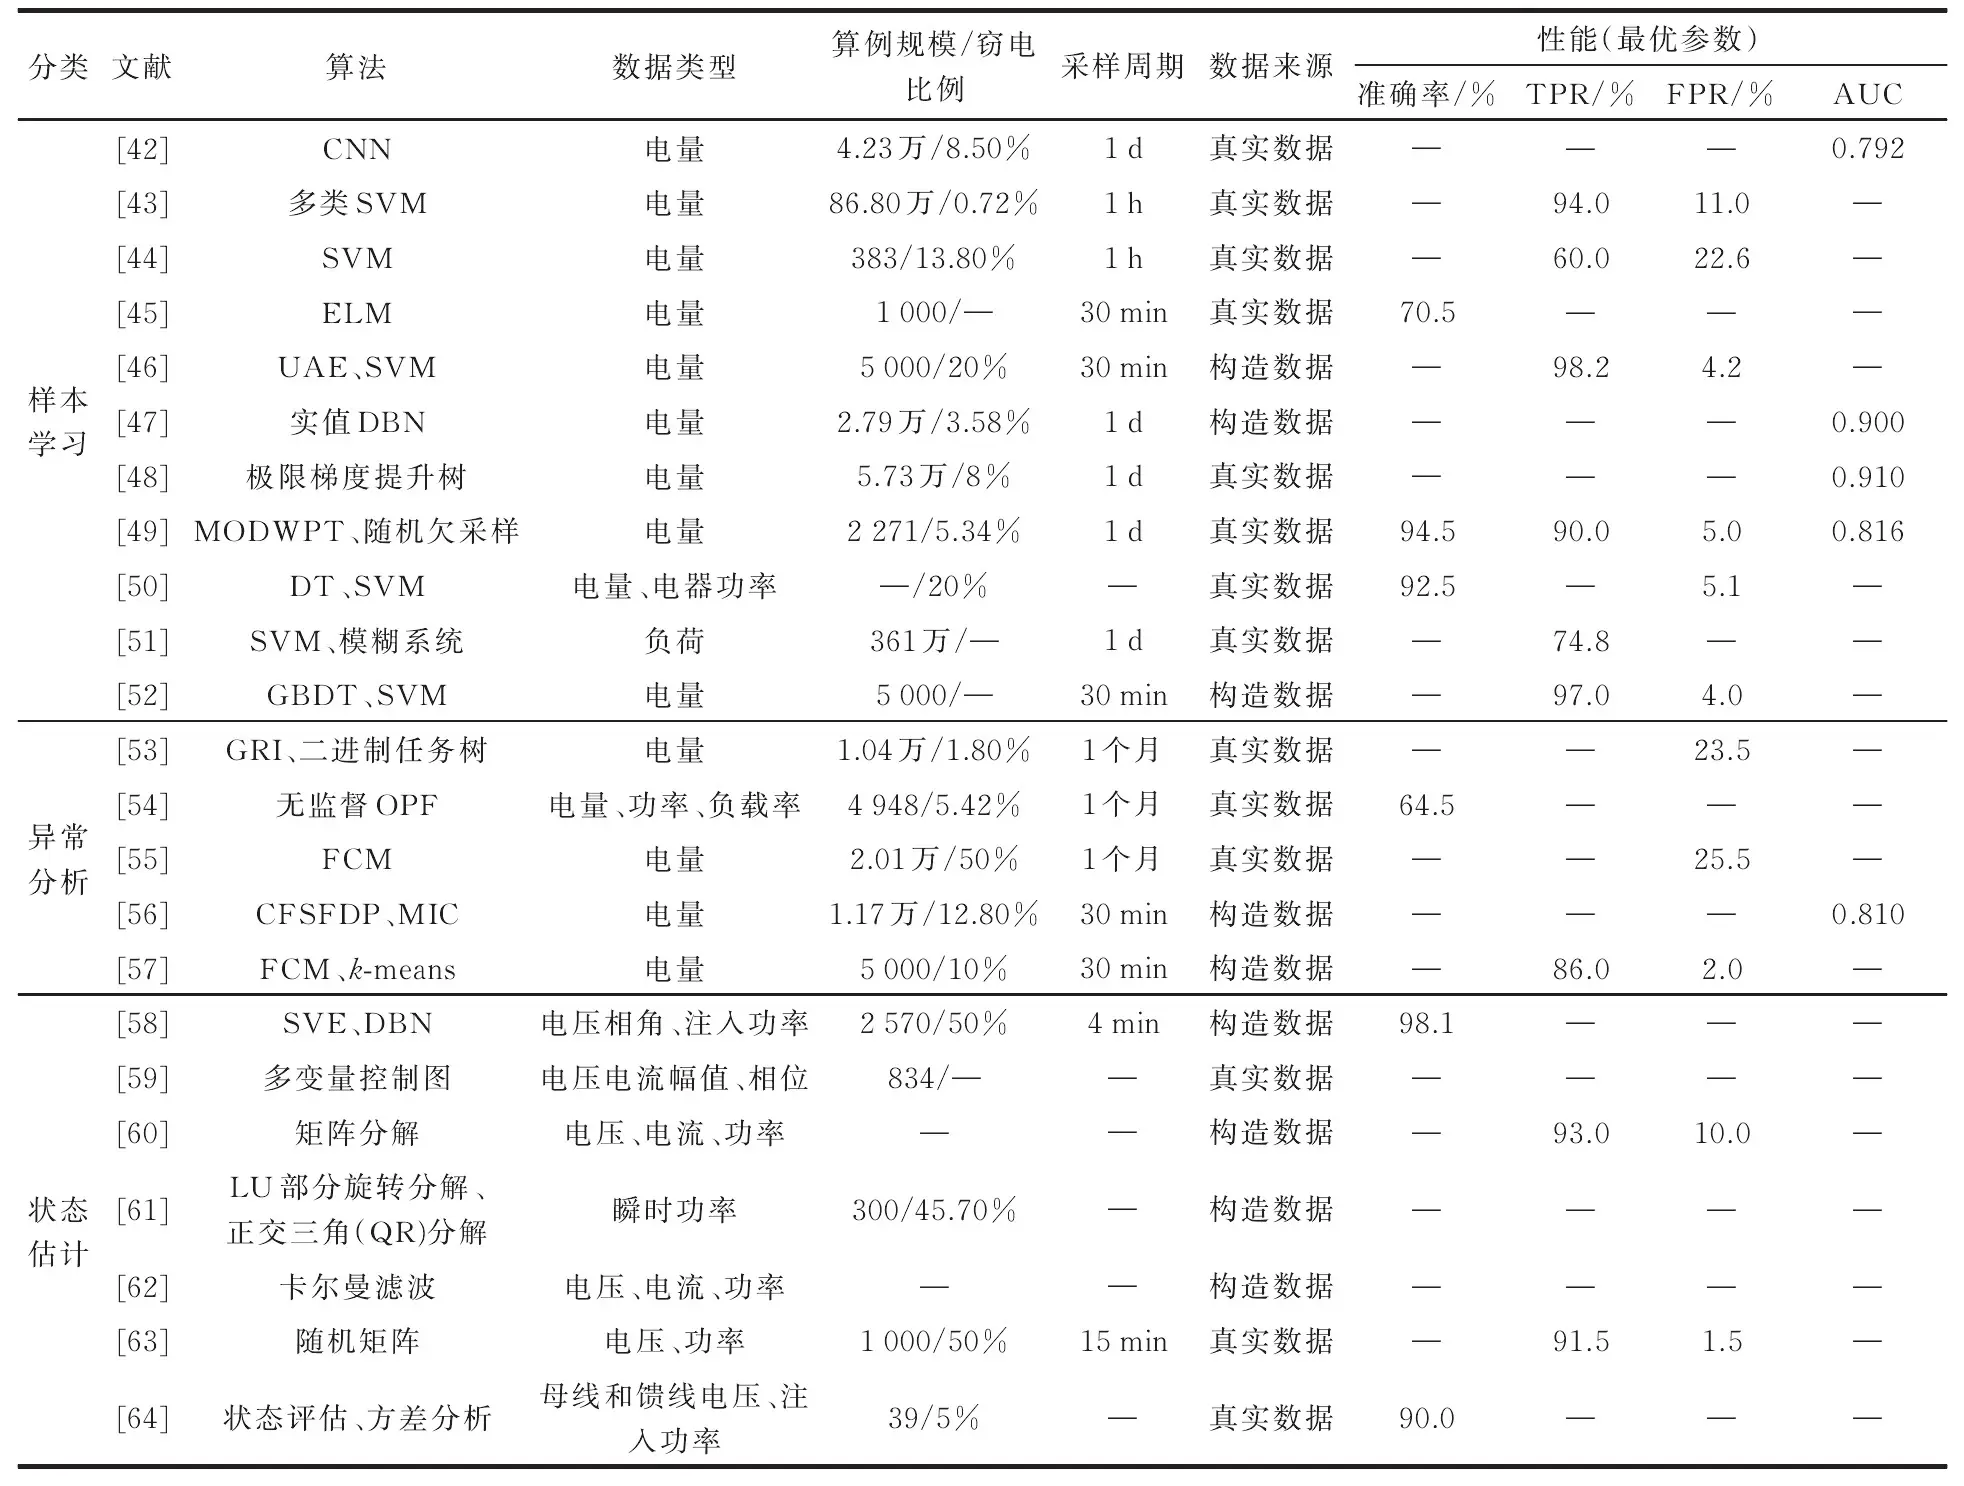 分类 文献 算法 数据类型 算例规模/窃电比例 采样周期 数据来源 性能(最优参数)
准确率/% TPR/% FPR/% AUC
样本学习
[42] CNN 电量 4.23万/8.50% 1 d 真实数据 — — — 0.792
[43] 多类SVM 电量 86.80万/0.72% 1 h 真实数据 — 94.0 11.0 —
[44] SVM 电量 383/13.80% 1 h 真实数据 — 60.0 22.6 —
[45] ELM 电量 1 000/— 30 min 真实数据 70.5 — — —
[46] UAE、SVM 电量 5 000/20% 30 min 构造数据 — 98.2 4.2 —
[47] 实值DBN 电量 2.79万/3.58% 1 d 构造数据 — — — 0.900
[48] 极限梯度提升树 电量 5.73万/8% 1 d 真实数据 — — — 0.910
[49] MODWPT、随机欠采样 电量 2 271/5.34% 1 d 真实数据 94.5 90.0 5.0 0.816
[50] DT、SVM 电量、电器功率 —/20% — 真实数据 92.5 — 5.1 —
[51] SVM、模糊系统 负荷 361万/— 1 d 真实数据 — 74.8 — —
[52] GBDT、SVM 电量 5 000/— 30 min 构造数据 — 97.0 4.0 —
异常分析
[53] GRI、二进制任务树 电量 1.04万/1.80% 1个月 真实数据 — — 23.5 —
[54] 无监督OPF 电量、功率、负载率 4 948/5.42% 1个月 真实数据 64.5 — — —
[55] FCM 电量 2.01万/50% 1个月 真实数据 — — 25.5 —
[56] CFSFDP、MIC 电量 1.17万/12.80% 30 min 构造数据 — — — 0.810
[57] FCM、k-means 电量 5 000/10% 30 min 构造数据 — 86.0 2.0 —
状态估计
[58] SVE、DBN 电压相角、注入功率 2 570/50% 4 min 构造数据 98.1 — — —
[59] 多变量控制图 电压电流幅值、相位 834/— — 真实数据 — — — —
[60] 矩阵分解 电压、电流、功率 — — 构造数据 — 93.0 10.0 —
[61] LU部分旋转分解、正交三角(QR)分解 瞬时功率 300/45.70% — 构造数据 — — — —
[62] 卡尔曼滤波 电压、电流、功率 — — 构造数据 — — — —
[63] 随机矩阵 电压、功率 1 000/50% 15 min 真实数据 — 91.5 1.5 —
[64] 状态评估、方差分析 母线和馈线电压、注入功率 39/5% — 真实数据 90.0 — — —